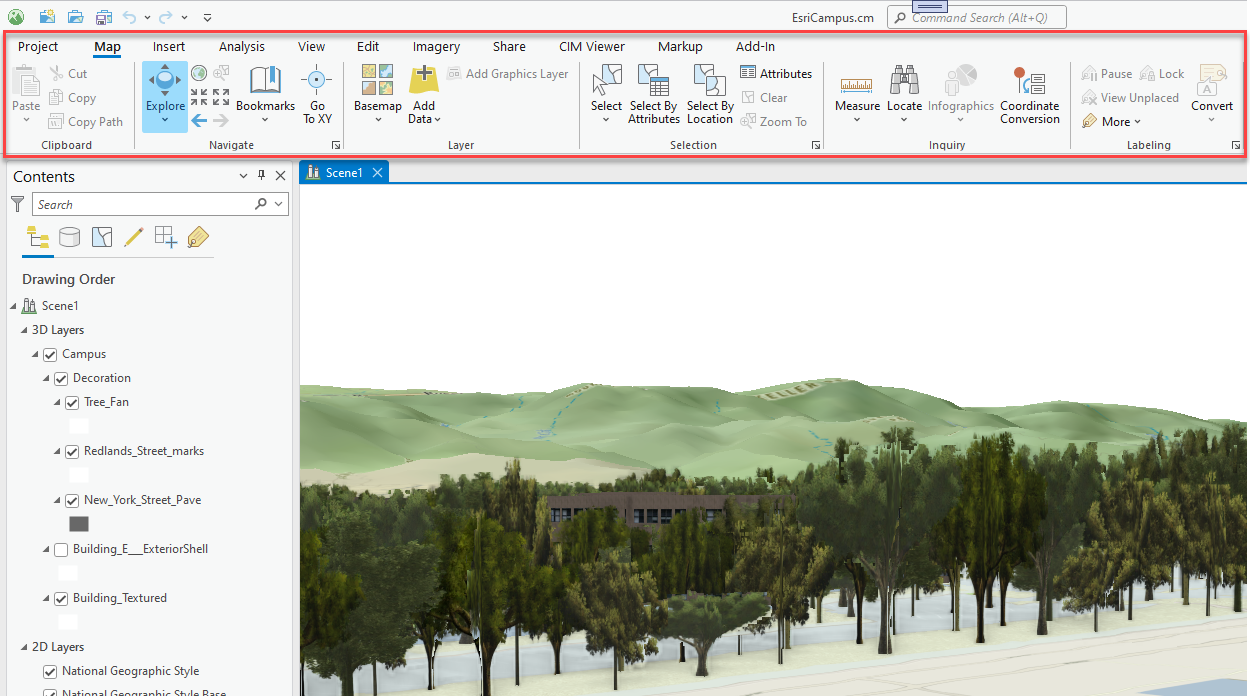 EsriCampus.cm
Command Search (Alt+Q)
Project Map Insert Analysis View Edit Imagery Share CIM Viewer Markup Add-In
Paste
Cut
Copy
Copy Path
Clipboard
Explore
Bookmarks
Go
To XY
Navigate
Basemap
Add
Data
Add Graphics Layer
Layer
Select
Select By
Attributes
Select By
Location
Attributes
Clear
Zoom To
Selection
Measure
Locate
Infographics
Coordinate
Conversion
Inquiry
Pause
Lock
View Unplaced
More
Convert
Labeling
Contents
Search
Drawing Order
Scene1
3D Layers
Campus
Decoration
Tree_Fan
Redlands_Street_marks
New_York_Street_Pave
Building_E___ExteriorShell
Building_Textured
2D Layers
National Geographic Style
National Geographic Style Base
Scene1
ELLER